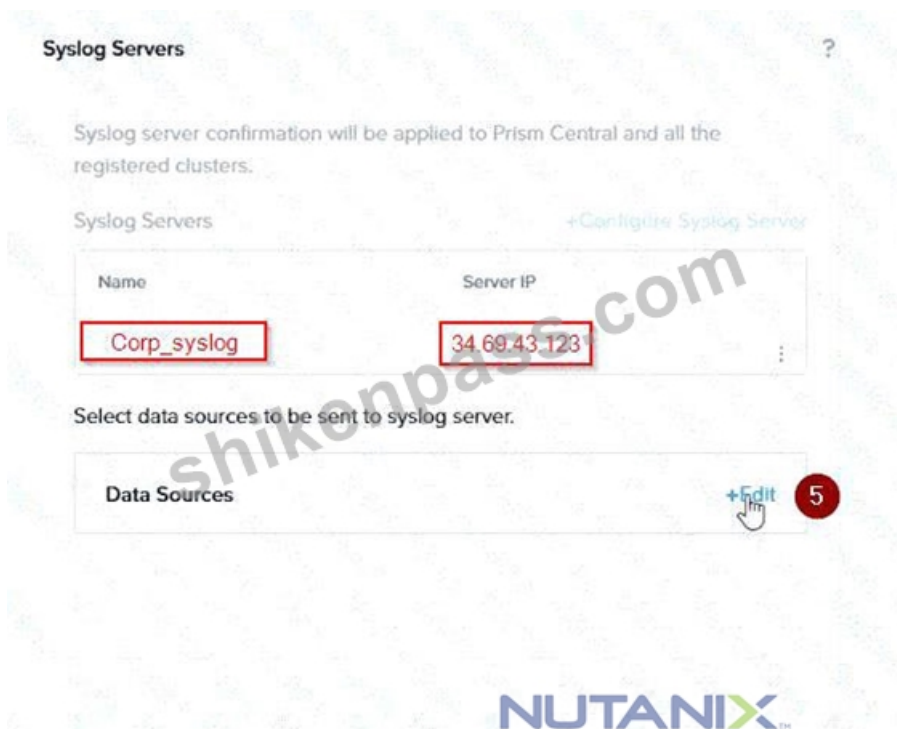 Syslog Servers ?
Syslog server confirmation will be applied to Prism Central and all the
registered clusters.
Syslog Servers +Configure Syslog Server
Name Server IP
Corp_syslog 34.69.43.123
Select data sources to be sent to syslog server.
Data Sources +Edit 5
shikenpass.com
NUTANIX™